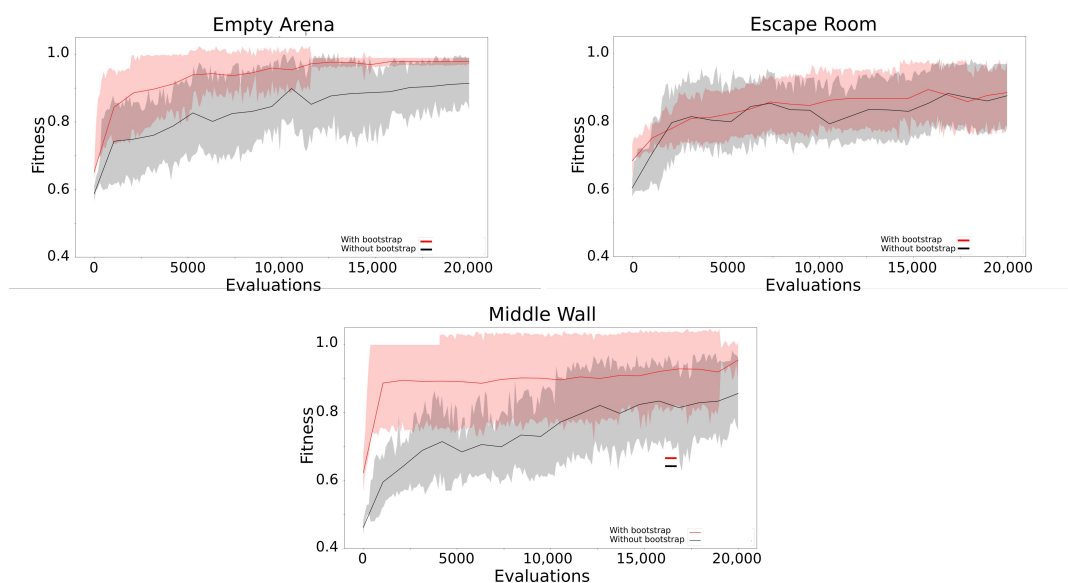 Empty Arena
1.0
0.8
0.6
0.4
Fitness
With bootstrap
Without bootstrap
0 5000 10,000 15,000 20,000
Evaluations
Escape Room
1.0
0.8
0.6
0.4
Fitness
With bootstrap
Without bootstrap
0 5000 10,000 15,000 20,000
Evaluations
Middle Wall
1.0
0.8
0.6
0.4
Fitness
With bootstrap
Without bootstrap
0 5000 10,000 15,000 20,000
Evaluations